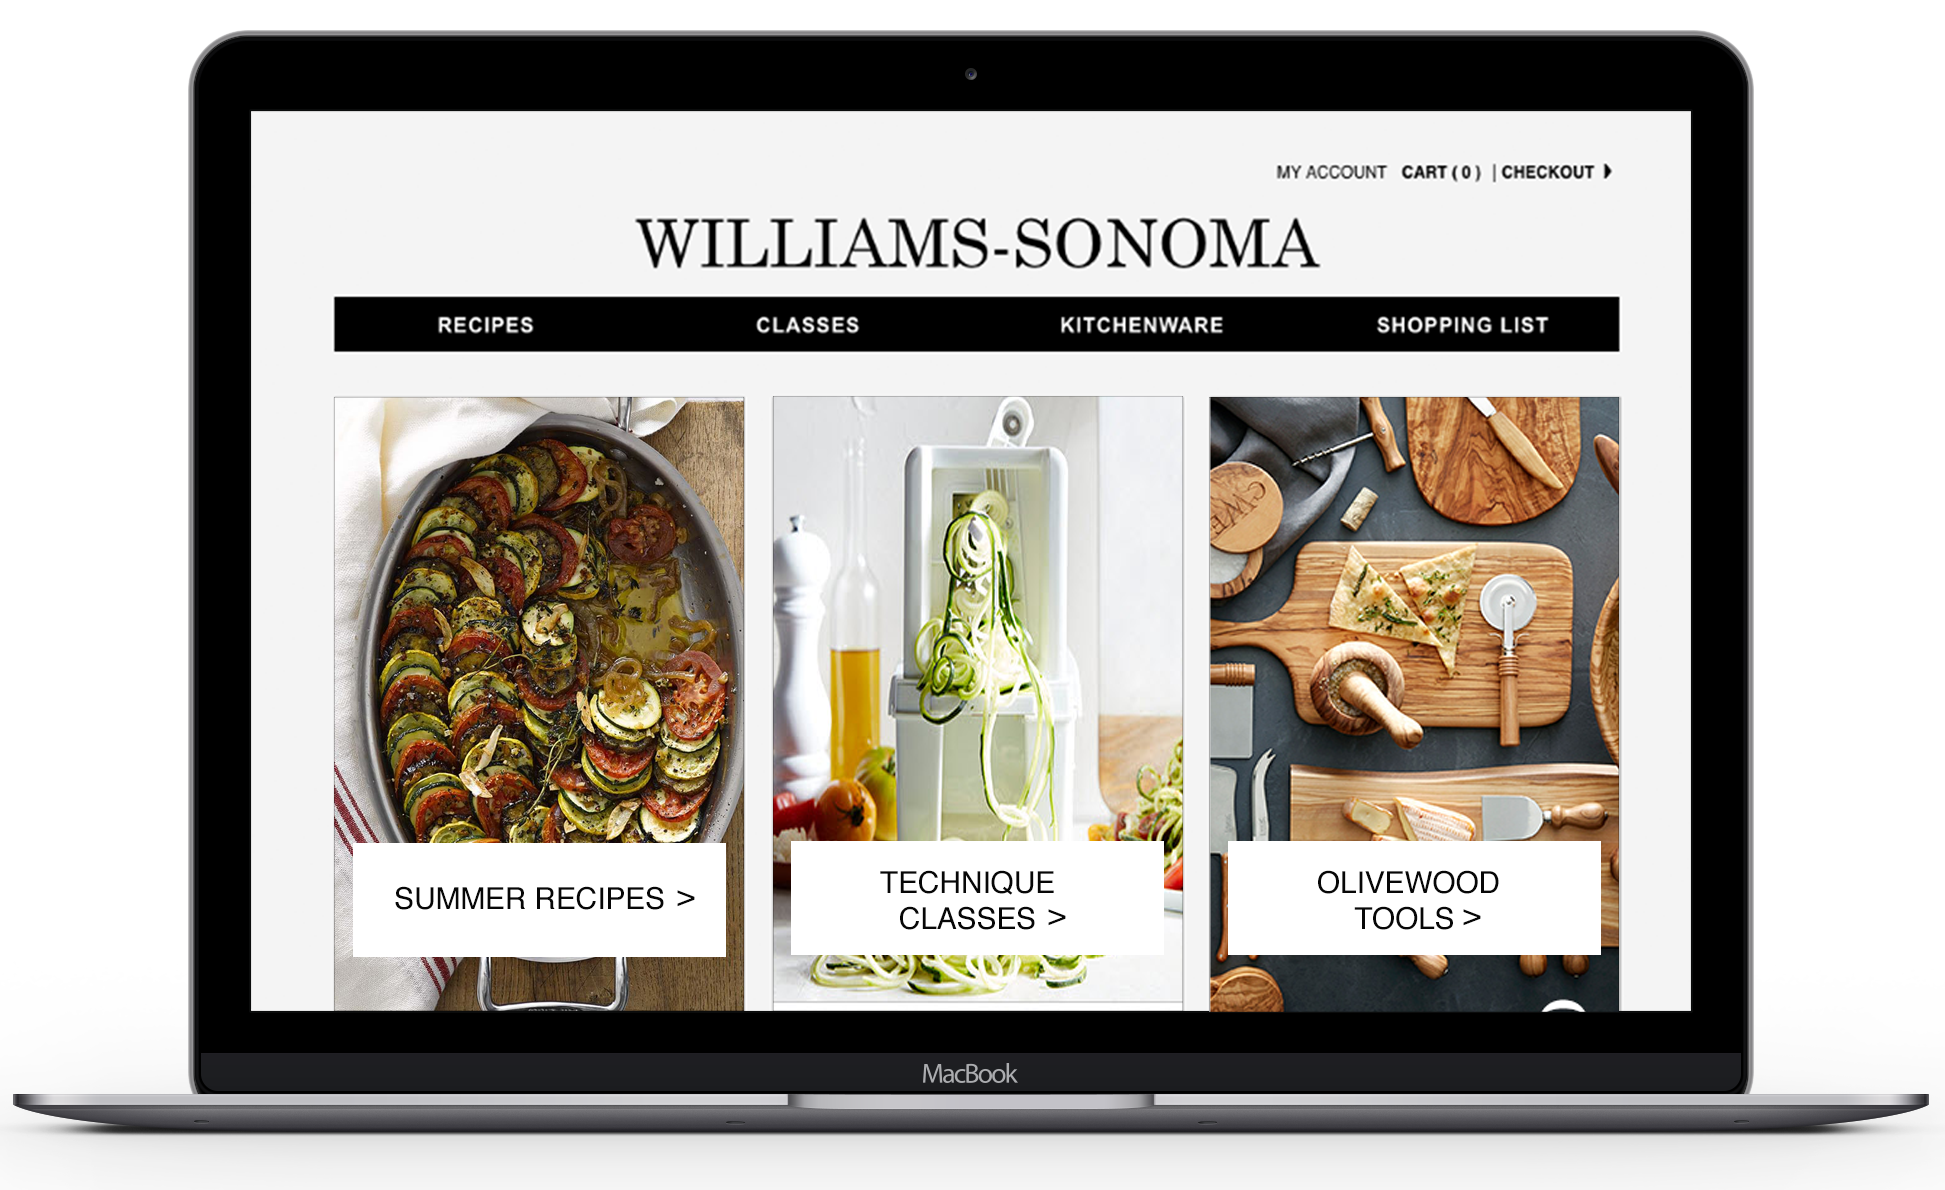 MY ACCOUNT CART ( 0 ) | CHECKOUT
WILLIAMS-SONOMA
RECIPES CLASSES KITCHENWARE SHOPPING LIST
SUMMER RECIPES >
TECHNIQUE
CLASSES >
OLIVEWOOD
TOOLS >
MacBook